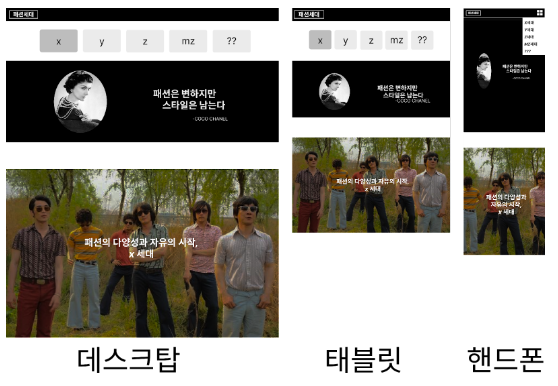 패션세대
x y z mz ??
패션은 변하지만
스타일은 남는다
-COCO CHANEL
패션의 다양성과 자유의 시작,
x 세대
데스크탑
패션세대
x y z mz ??
패션은 변하지만
스타일은 남는다
-COCO CHANEL
패션의 다양성과 자유의 시작,
x 세대
태블릿
패션세대
x세대
y세대
z세대
mz세대
???
패션은 변하지만
스타일은 남는다
-COCO CHANEL
패션의 다양성과
자유의 시작,
x 세대
핸드폰